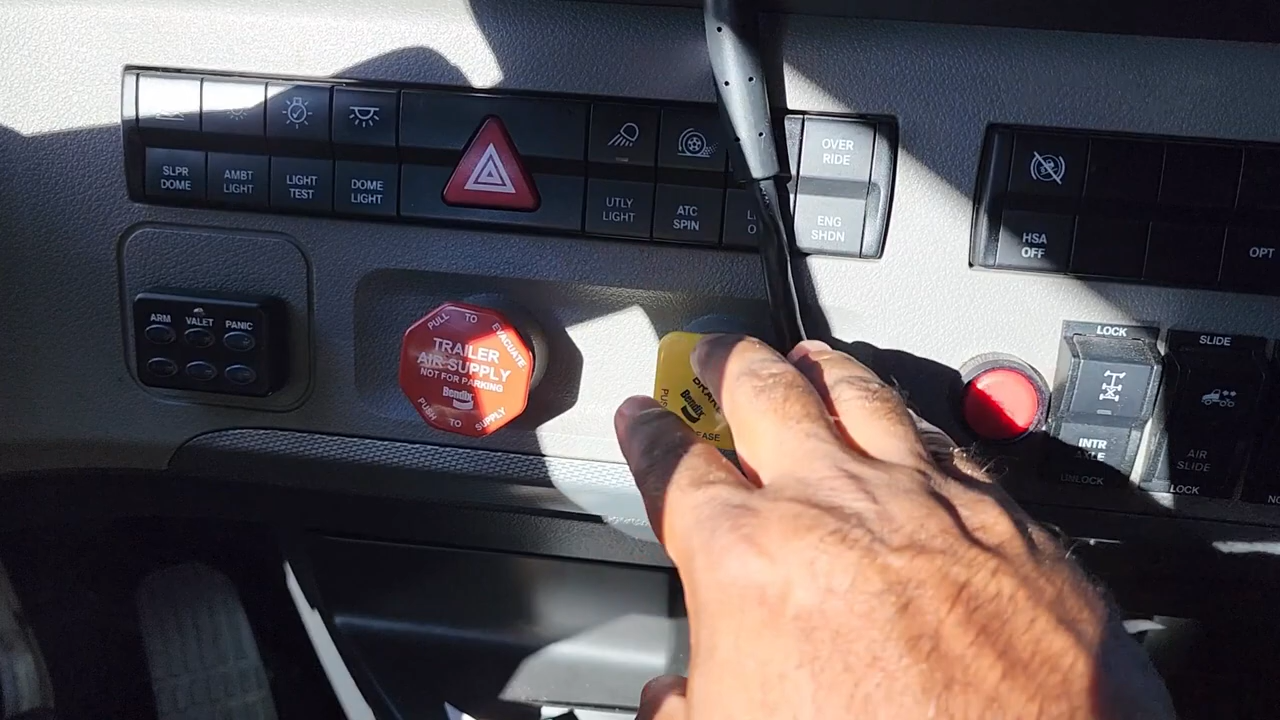 SLPR
DOME
AMBT
LIGHT
LIGHT
TEST
DOME
LIGHT
UTLY
LIGHT
ATC
SPIN
OVER
RIDE
ENG
SHDN
HSA
OFF
OPT
ARM
VALET
PANIC
PULL TO EVACUATE
TRAILER
AIR SUPPLY
NOT FOR PARKING
Bendix
PUSH TO SUPPLY
Bendix
LOCK
INTR
AXLE
UNLOCK
SLIDE
AIR
SLIDE
LOCK